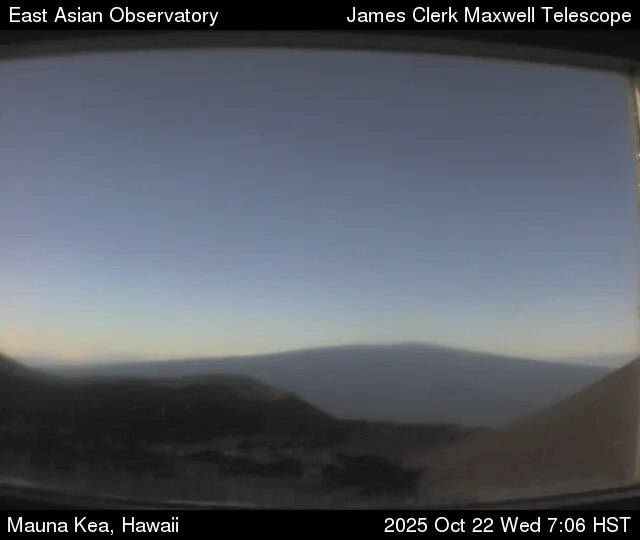 East Asian Observatory
James Clerk Maxwell Telescope
Mauna Kea, Hawaii
2025 Oct 22 Wed 7:06 HST